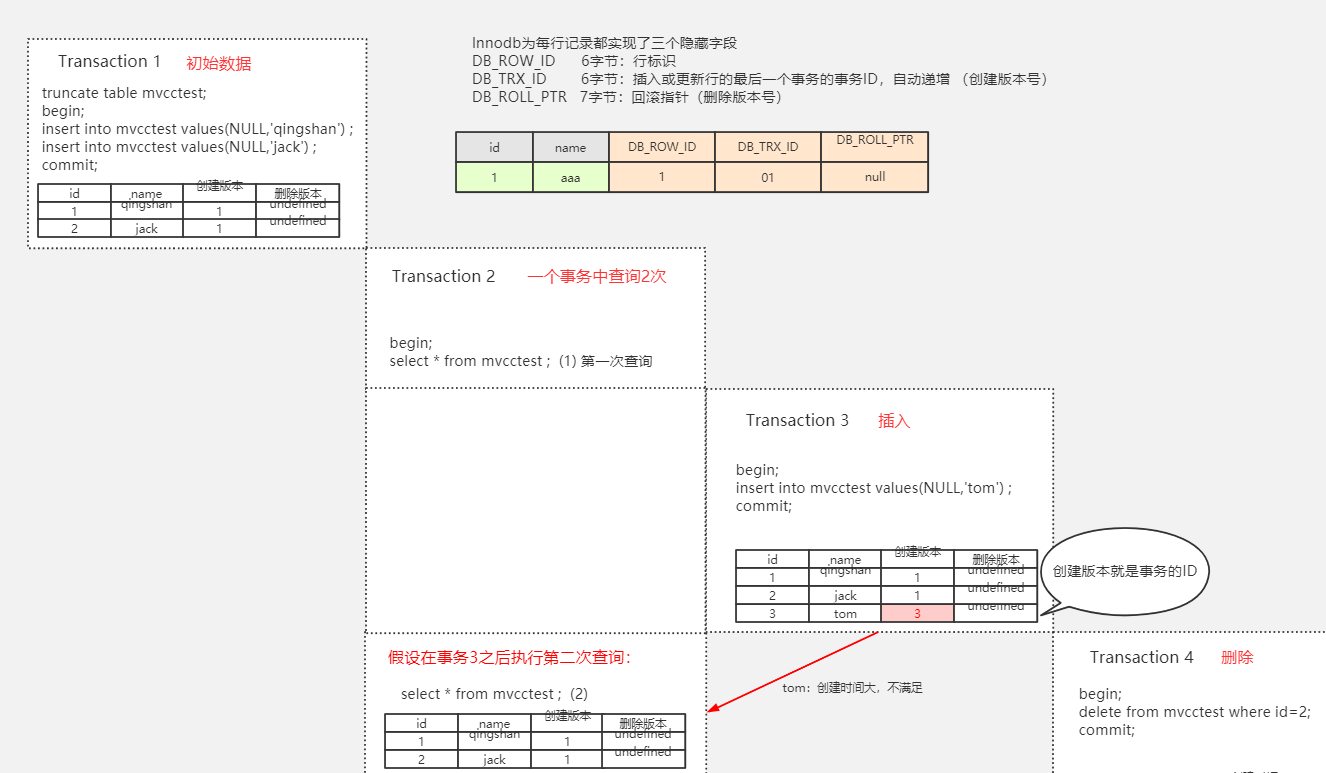 Innodb为每行记录都实现了三个隐藏字段
DB_ROW_ID 6字节：行标识
DB_TRX_ID 6字节：插入或更新行的最后一个事务的事务ID，自动递增 （创建版本号）
DB_ROLL_PTR 7字节：回滚指针（删除版本号）
id name DB_ROW_ID DB_TRX_ID DB_ROLL_PTR
1 aaa 1 01 null
Transaction 1 初始数据
truncate table mvcctest;
begin;
insert into mvcctest values(NULL,'qingshan') ;
insert into mvcctest values(NULL,'jack') ;
commit;
id name 创建版本 删除版本
1 qingshan 1 undefined
2 jack 1 undefined
Transaction 2 一个事务中查询2次
begin;
select * from mvcctest ; (1) 第一次查询
Transaction 3 插入
begin;
insert into mvcctest values(NULL,'tom') ;
commit;
id name 创建版本 删除版本
1 qingshan 1 undefined
2 jack 1 undefined
3 tom 3 undefined
创建版本就是事务的ID
假设在事务3之后执行第二次查询：
select * from mvcctest ; (2)
id name 创建版本 删除版本
1 qingshan 1 undefined
2 jack 1 undefined
tom：创建时间大，不满足
Transaction 4 删除
begin;
delete from mvcctest where id=2;
commit;